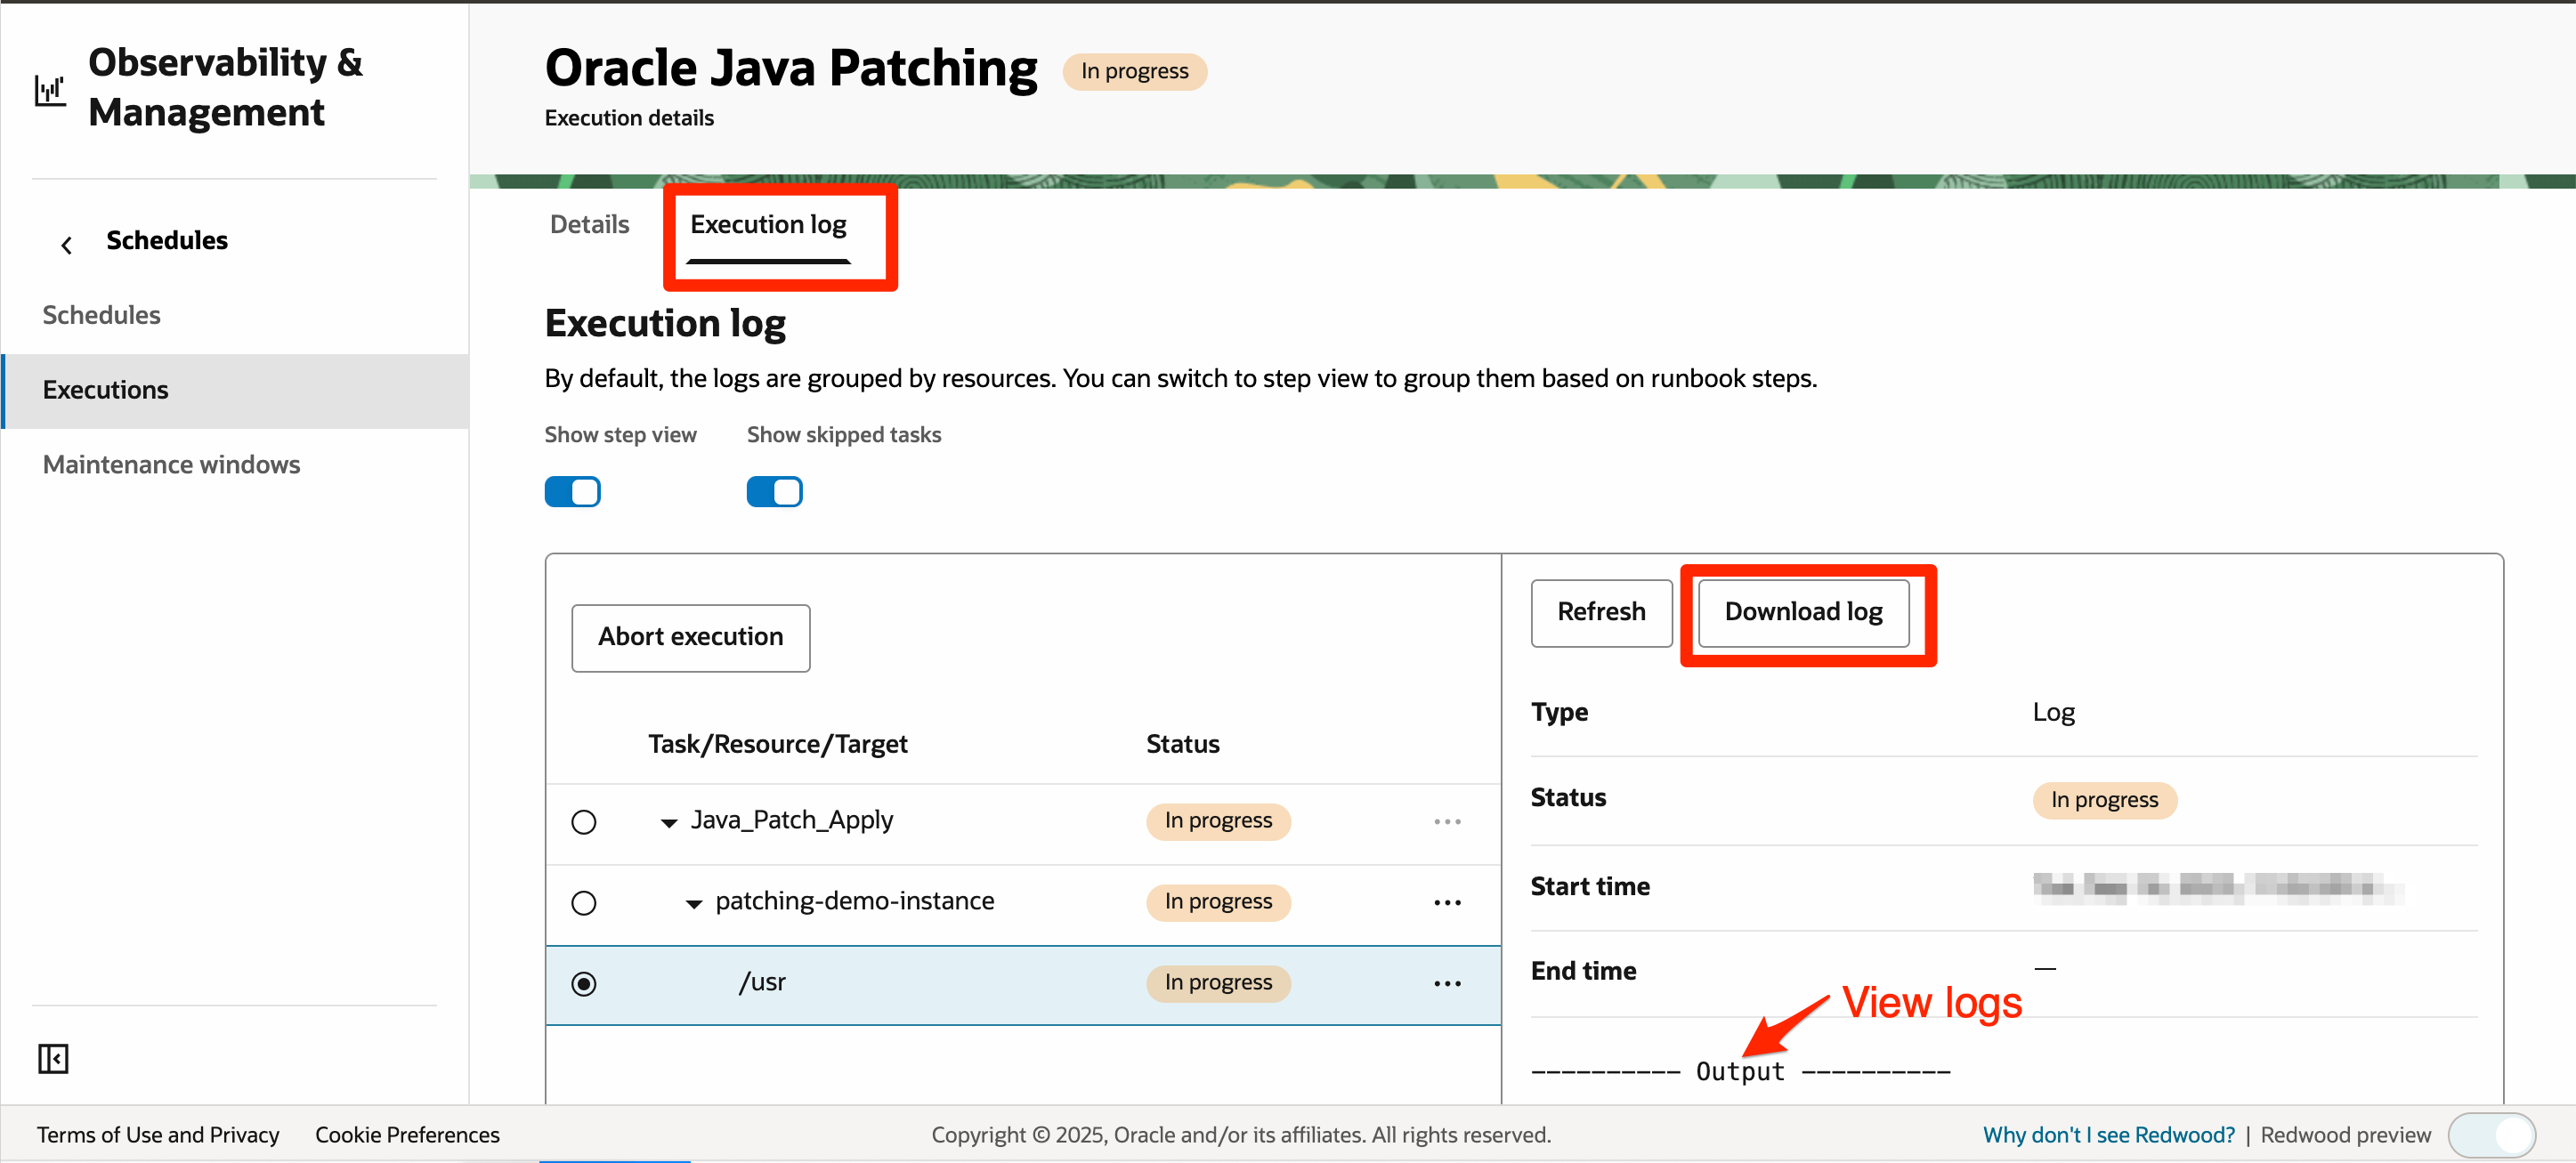 Observability &
Management
Schedules
Schedules
Executions
Maintenance windows
Oracle Java Patching
In progress
Execution details
Details
Execution log
Execution log
By default, the logs are grouped by resources. You can switch to step view to group them based on runbook steps.
Show step view
Show skipped tasks
Abort execution
Task/Resource/Target
Status
Java_Patch_Apply
In progress
patching-demo-instance
In progress
/usr
In progress
Refresh
Download log
Type
Log
Status
In progress
Start time
End time
—
View logs
---------- Output ----------
Terms of Use and Privacy
Cookie Preferences
Copyright © 2025, Oracle and/or its affiliates. All rights reserved.
Why don't I see Redwood? | Redwood preview